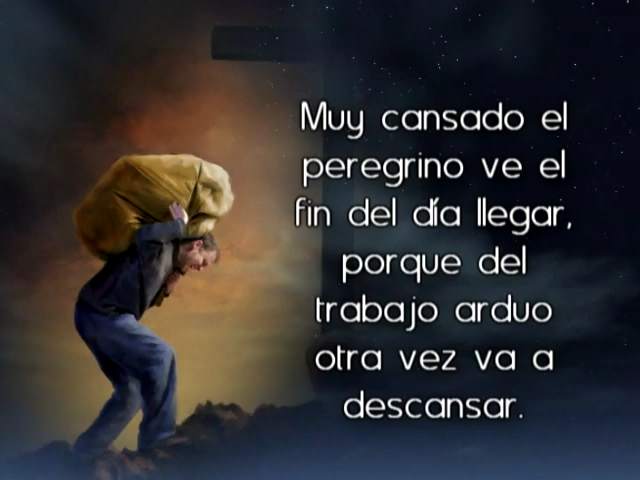 Muy cansado el
peregrino ve el
fin del día llegar,
porque del
trabajo arduo
otra vez va a
descansar.